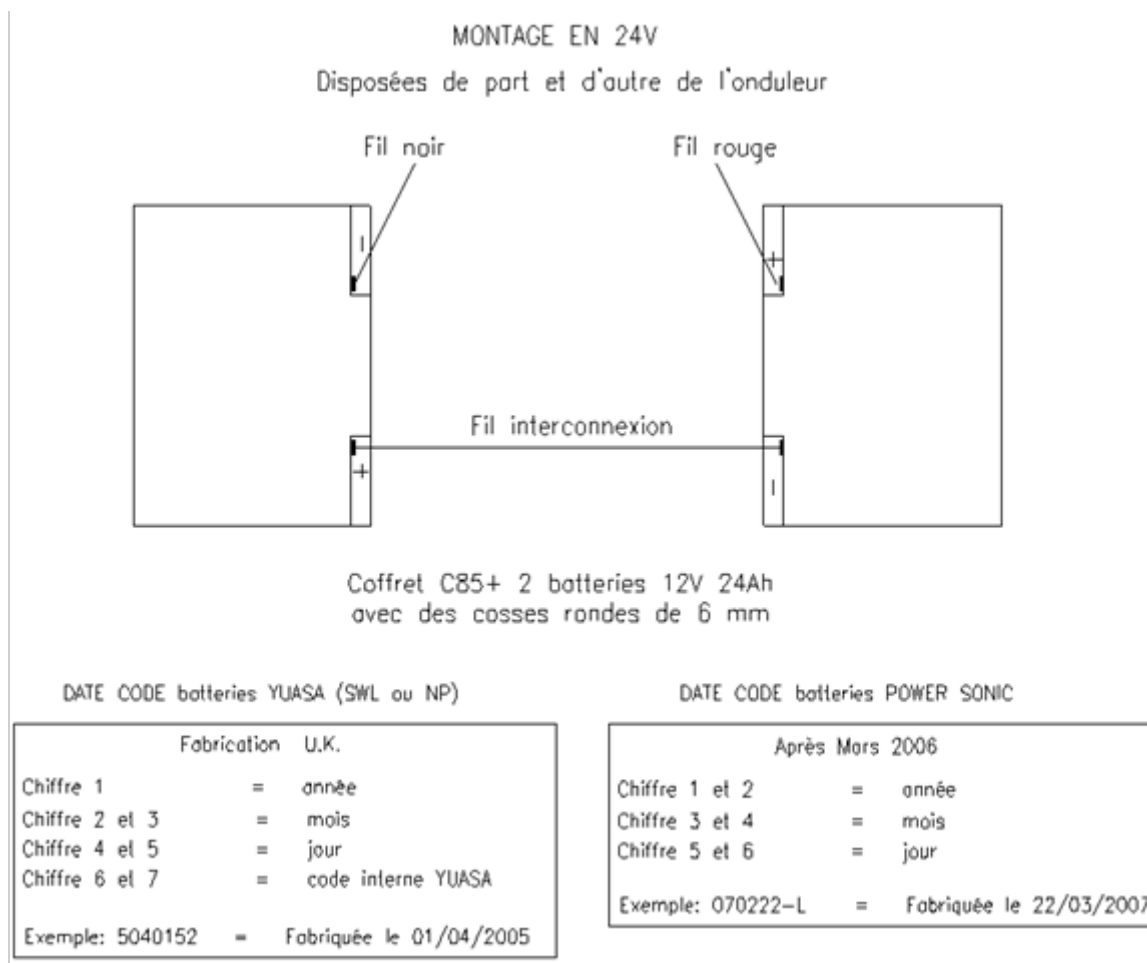 MONTAGE EN 24V
Disposées de part et d'autre de l'onduleur
Fil noir
Fil rouge
-
+
Fil interconnexion
+
-
Coffret C85+ 2 batteries 12V 24Ah
avec des cosses rondes de 6 mm
DATE CODE batteries YUASA (SWL ou NP)
Fabrication U.K.
Chiffre 1 = année
Chiffre 2 et 3 = mois
Chiffre 4 et 5 = jour
Chiffre 6 et 7 = code interne YUASA
Exemple: 5040152 = Fabriquée le 01/04/2005
DATE CODE batteries POWER SONIC
Après Mars 2006
Chiffre 1 et 2 = année
Chiffre 3 et 4 = mois
Chiffre 5 et 6 = jour
Exemple: 070222-L = Fabriquée le 22/03/2007